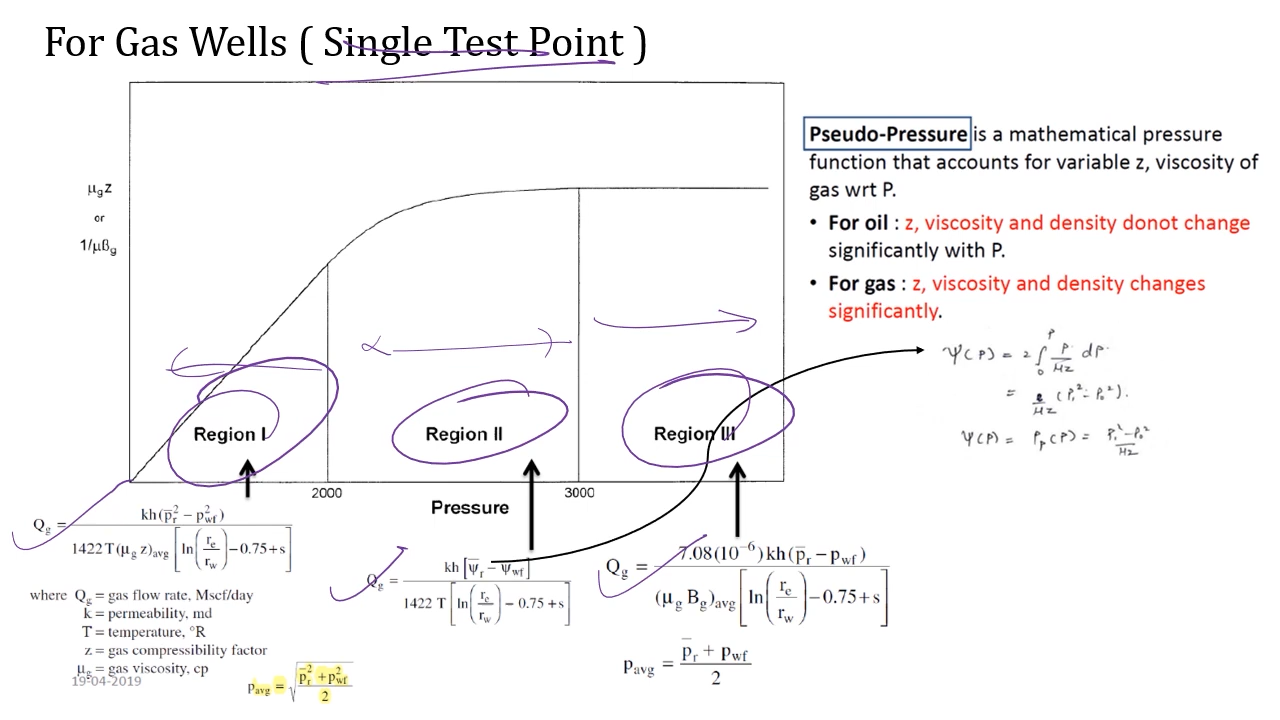 For Gas Wells ( Single Test Point )
μgz
or
1/μBg
Region I
Region II
Region III
2000
3000
Pressure
Qg = kh(p̅r² − pwf²) / 1422 T(μg z)avg [ln(re/rw) − 0.75 + s]
where Qg = gas flow rate, Mscf/day
k = permeability, md
T = temperature, °R
z = gas compressibility factor
μg = gas viscosity, cp
19-04-2019
pavg = √((p̅r² + pwf²) / 2)
Qg = kh [ψ̅r − ψwf] / 1422 T [ln(re/rw) − 0.75 + s]
Qg = 7.08(10⁻⁶) kh (p̅r − pwf) / (μg Bg)avg [ln(re/rw) − 0.75 + s]
pavg = (p̅r + pwf) / 2
Pseudo-Pressure is a mathematical pressure
function that accounts for variable z, viscosity of
gas wrt P.
• For oil : z, viscosity and density donot change
significantly with P.
• For gas : z, viscosity and density changes
significantly.
Ψ(P) = 2 ∫₀ᴾ P/μz dP
Ψ(P) = Pp(P) =